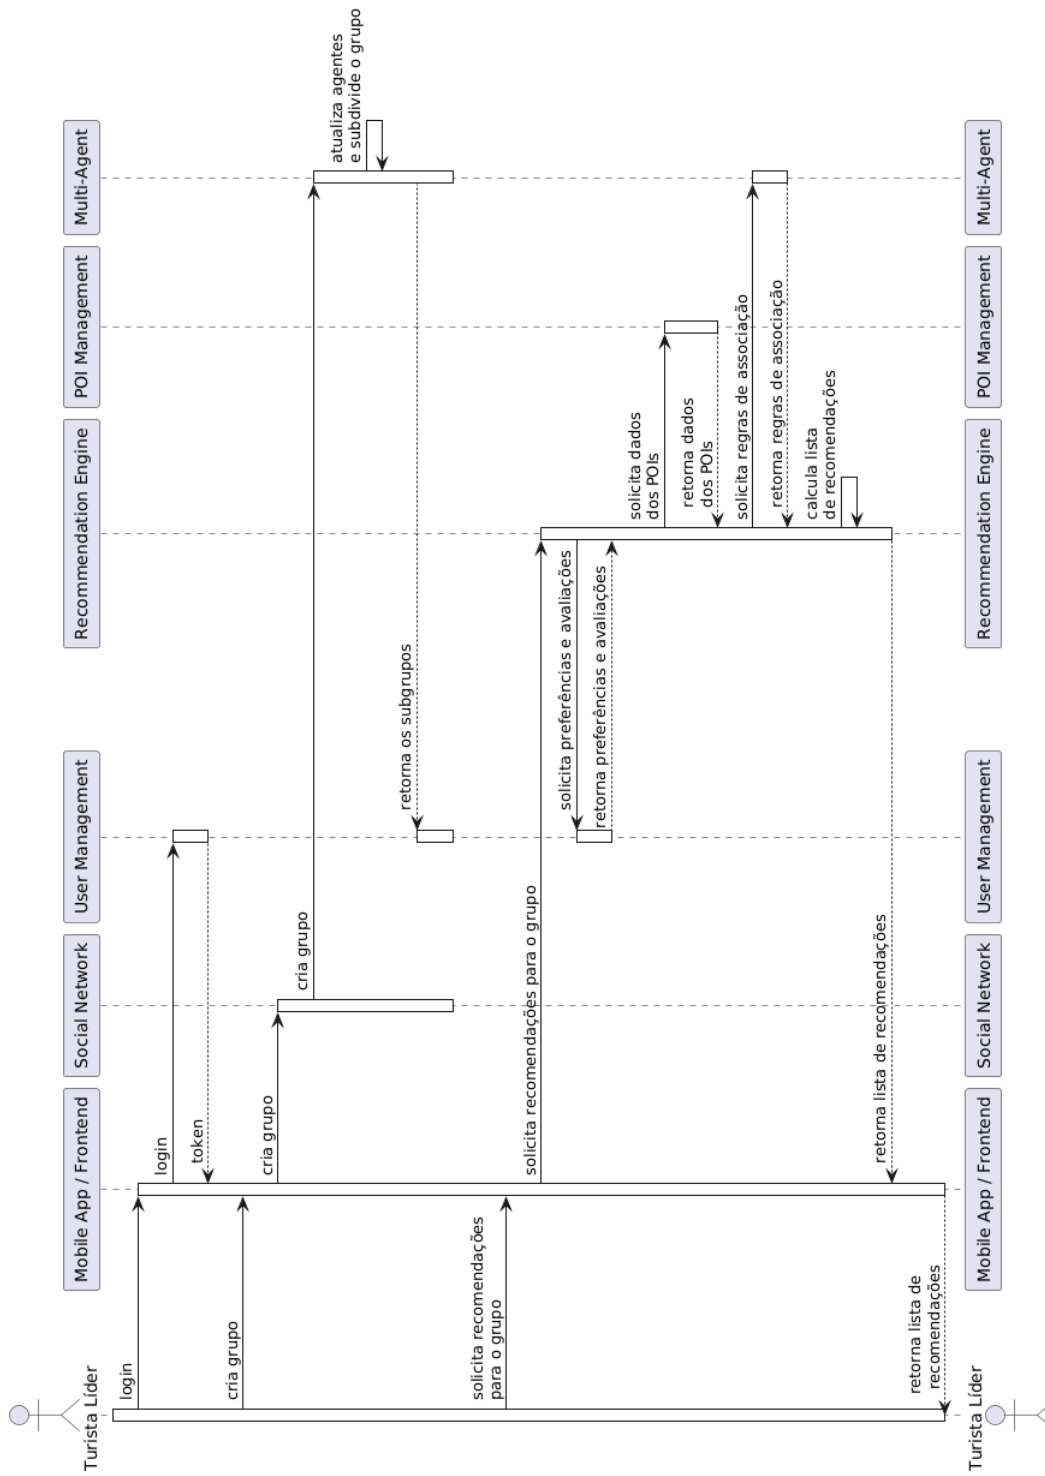 Turista Líder
Mobile App / Frontend
Social Network
User Management
Recommendation Engine
POI Management
Multi-Agent
login
login
token
cria grupo
cria grupo
cria grupo
atualiza agentes
e subdivide o grupo
retorna os subgrupos
solicita recomendações
para o grupo
solicita recomendações para o grupo
solicita preferências e avaliações
retorna preferências e avaliações
solicita dados
dos POIs
retorna dados
dos POIs
solicita regras de associação
retorna regras de associação
calcula lista
de recomendações
retorna lista de recomendações
retorna lista de
recomendações
Turista Líder
Mobile App / Frontend
Social Network
User Management
Recommendation Engine
POI Management
Multi-Agent